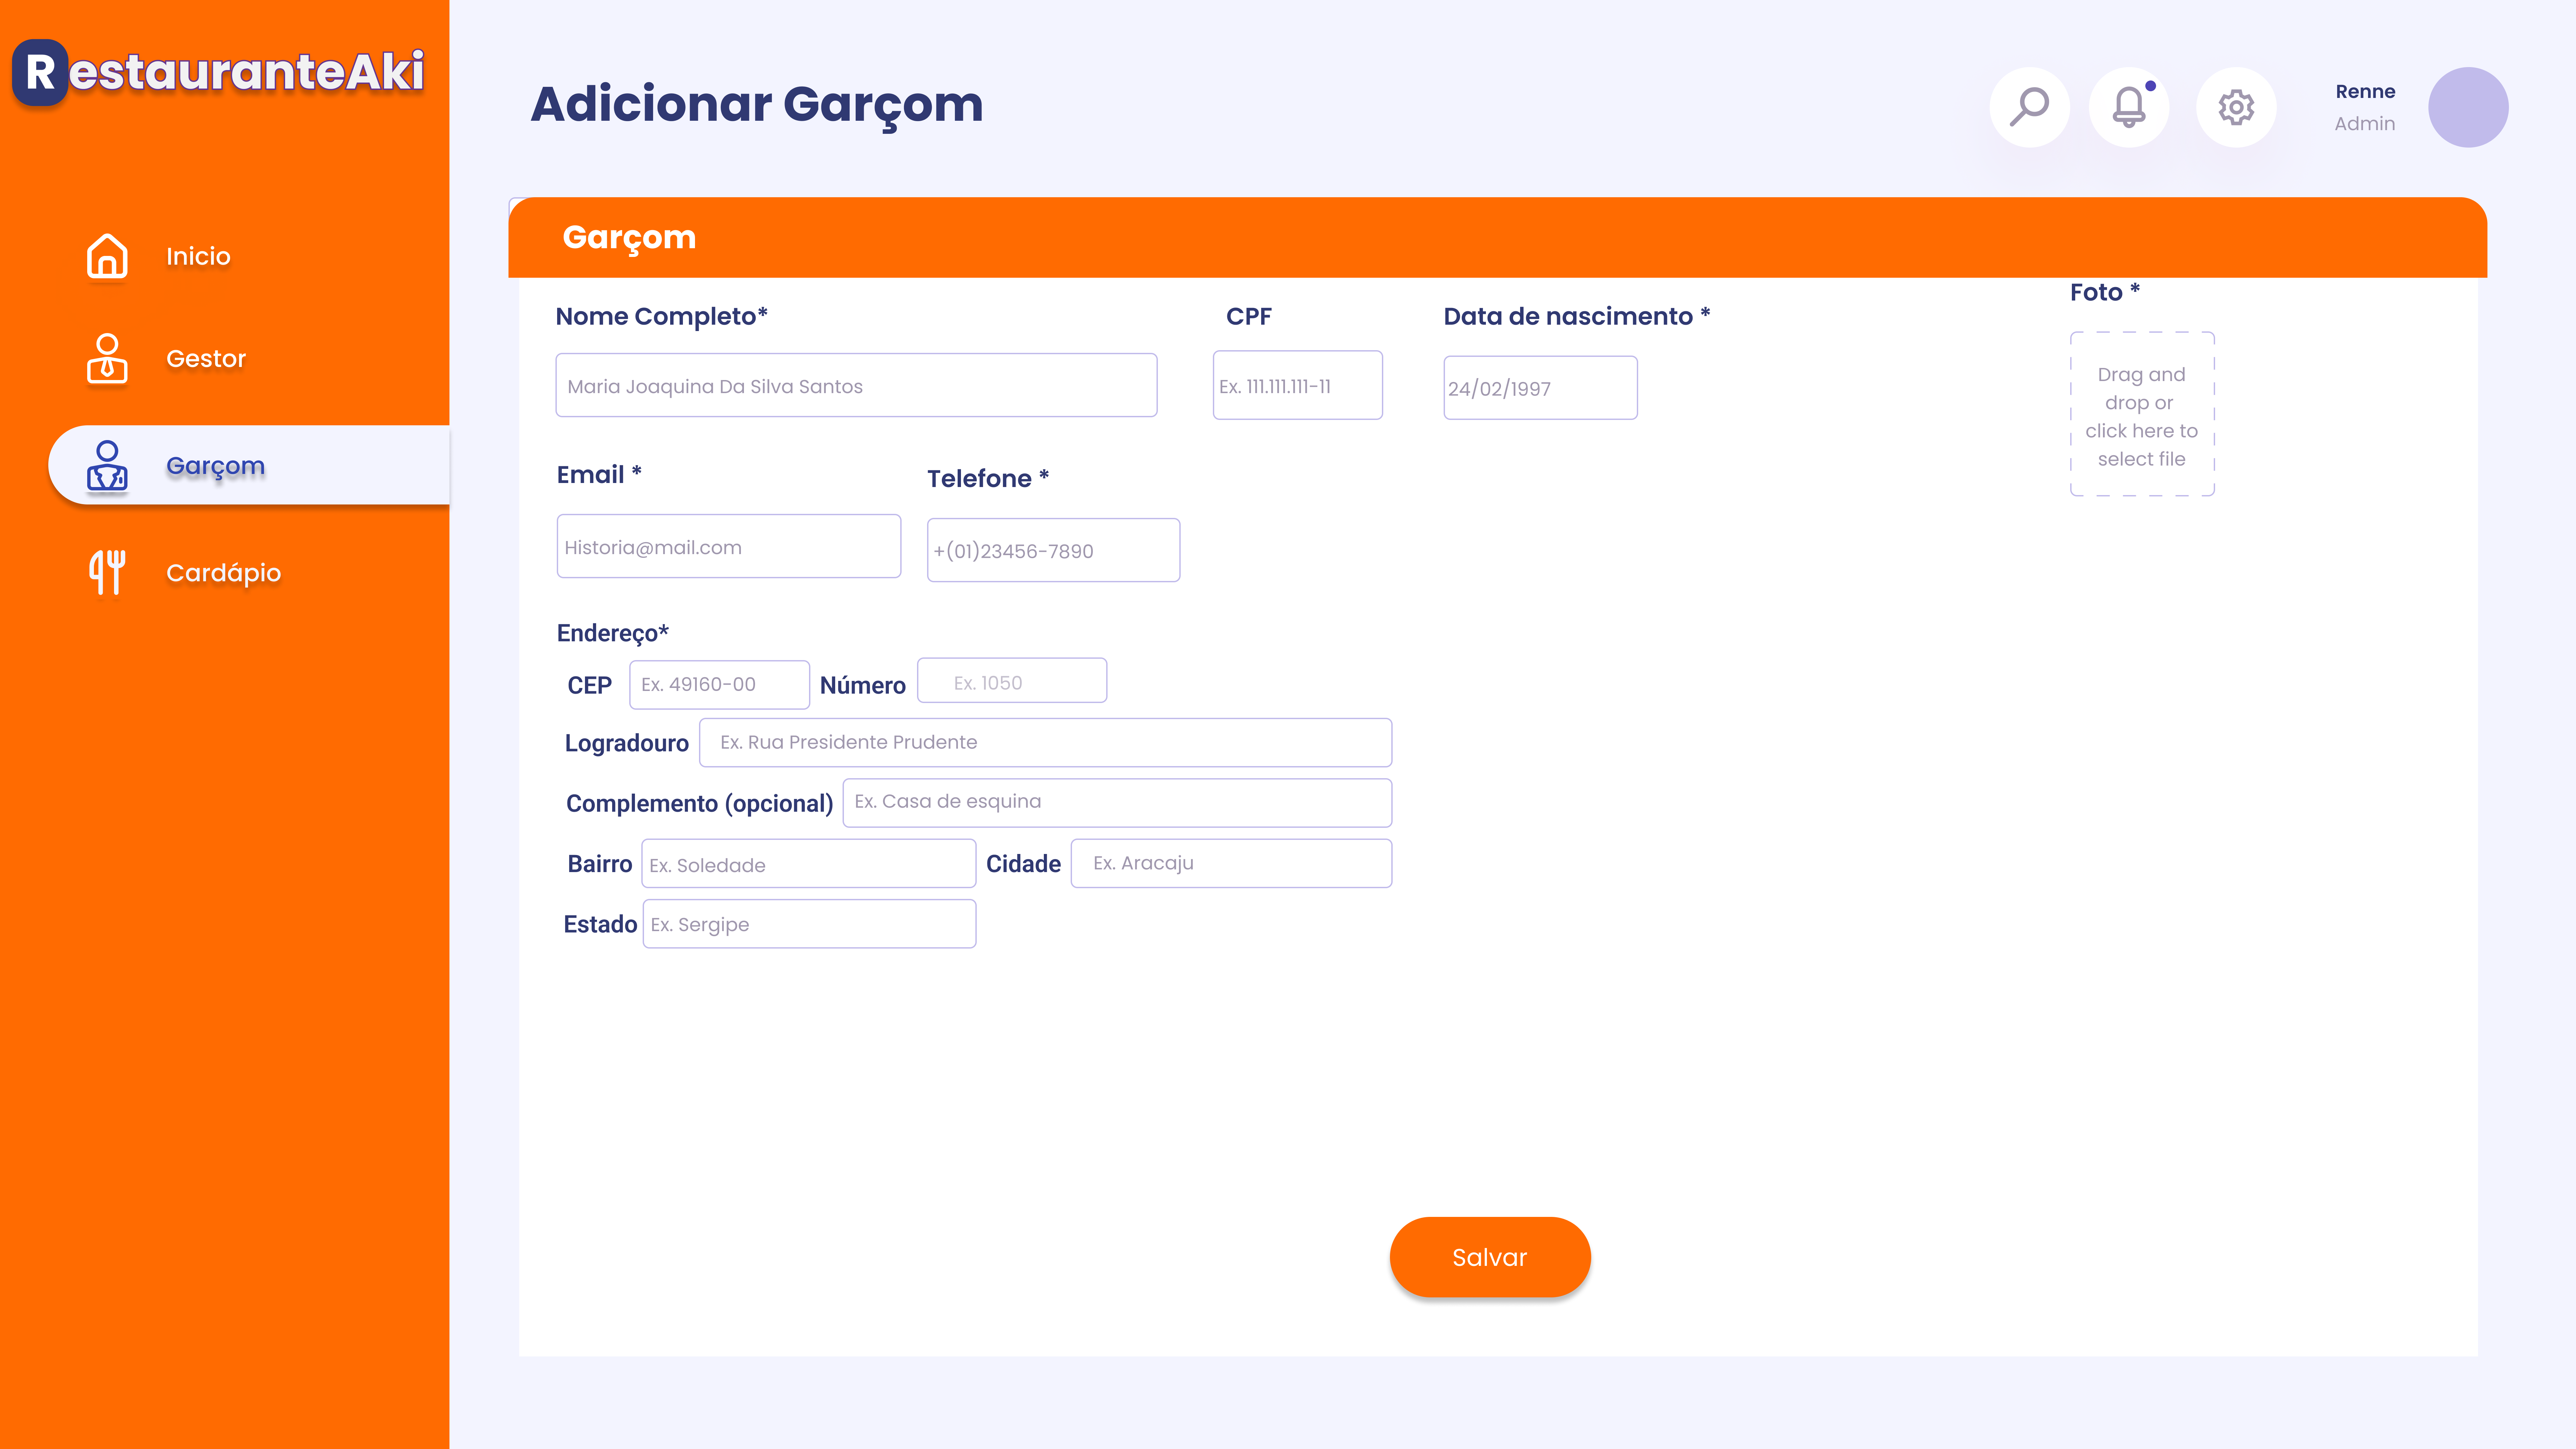 RestauranteAki
Inicio
Gestor
Garçom
Cardápio
Adicionar Garçom
Renne
Admin
Garçom
Nome Completo*
CPF
Data de nascimento *
Foto *
Maria Joaquina Da Silva Santos
Ex. 111.111.111-11
24/02/1997
Drag and
drop or
click here to
select file
Email *
Telefone *
Historia@mail.com
+(01)23456-7890
Endereço*
CEP
Ex. 49160-00
Número
Ex. 1050
Logradouro
Ex. Rua Presidente Prudente
Complemento (opcional)
Ex. Casa de esquina
Bairro
Ex. Soledade
Cidade
Ex. Aracaju
Estado
Ex. Sergipe
Salvar